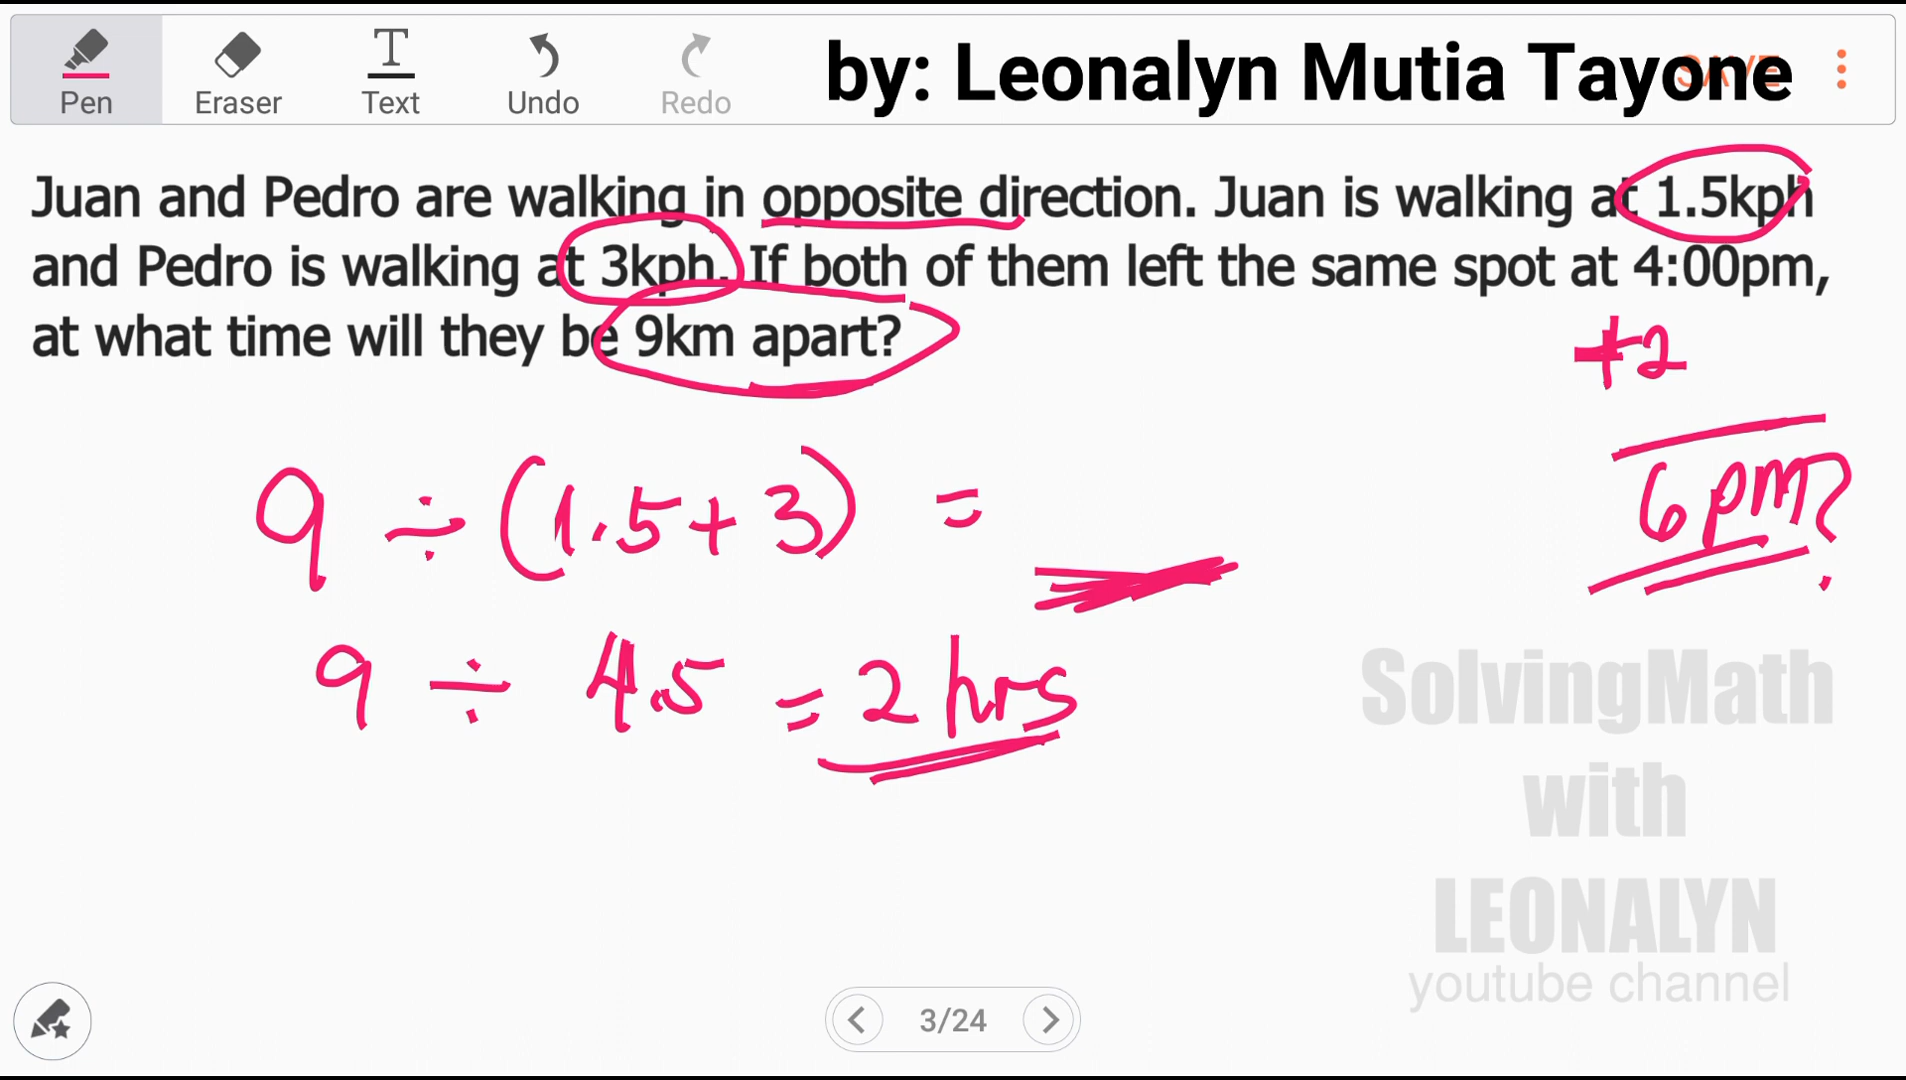 Pen Eraser Text Undo Redo by: Leonalyn Mutia Tayone SAVE
Juan and Pedro are walking in opposite direction. Juan is walking at 1.5kph
and Pedro is walking at 3kph. If both of them left the same spot at 4:00pm,
at what time will they be 9km apart?
+2
6pm?
9 ÷ (1.5+3) =
9 ÷ 4.5 = 2 hrs
SolvingMath
with
LEONALYN
youtube channel
3/24